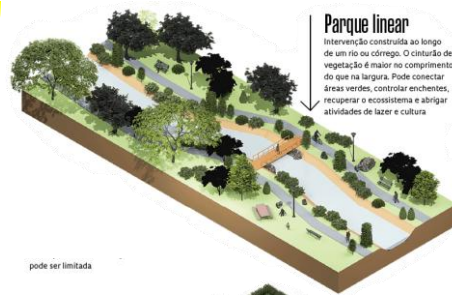 Parque linear
Intervenção construída ao longo
de um rio ou córrego. O cinturão de
vegetação é maior no comprimento
do que na largura. Pode conectar
áreas verdes, controlar enchentes,
recuperar o ecossistema e abrigar
atividades de lazer e cultura
pode ser limitada